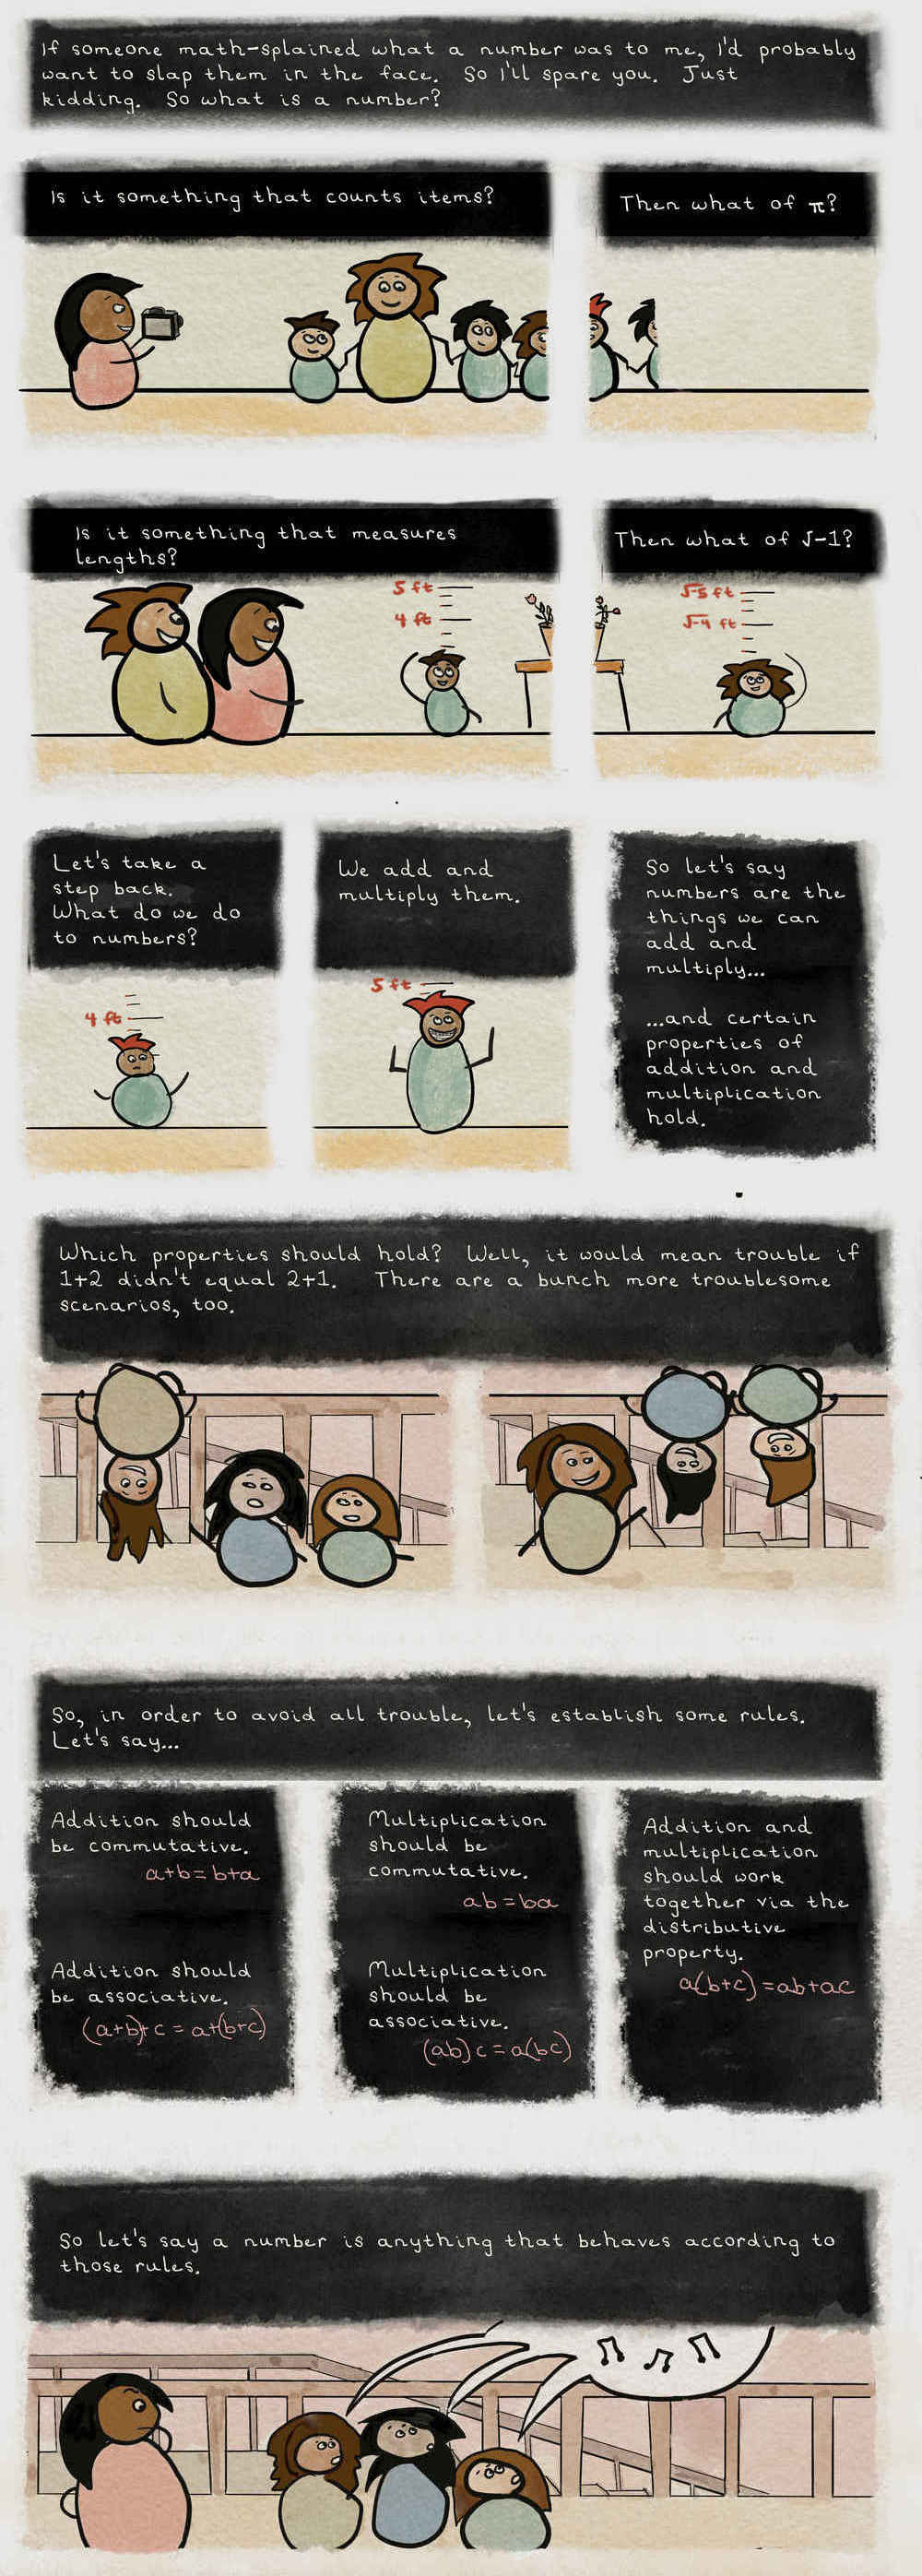 If someone math-splained what a number was to me, I'd probably
want to slap them in the face. So I'll spare you. Just
kidding. So what is a number?
Is it something that counts items?
Then what of π?
Is it something that measures
lengths?
5 ft
4 ft
Then what of √-1?
√-5 ft
√-4 ft
Let's take a
step back.
What do we do
to numbers?
4 ft
We add and
multiply them.
5 ft
So let's say
numbers are the
things we can
add and
multiply...
...and certain
properties of
addition and
multiplication
hold.
Which properties should hold? Well, it would mean trouble if
1+2 didn't equal 2+1. There are a bunch more troublesome
scenarios, too.
So, in order to avoid all trouble, let's establish some rules.
Let's say...
Addition should
be commutative.
a+b=b+a
Addition should
be associative.
(a+b)+c = a+(b+c)
Multiplication
should be
commutative.
ab=ba
Multiplication
should be
associative.
(ab)c=a(bc)
Addition and
multiplication
should work
together via the
distributive
property.
a(b+c)=ab+ac
So let's say a number is anything that behaves according to
those rules.